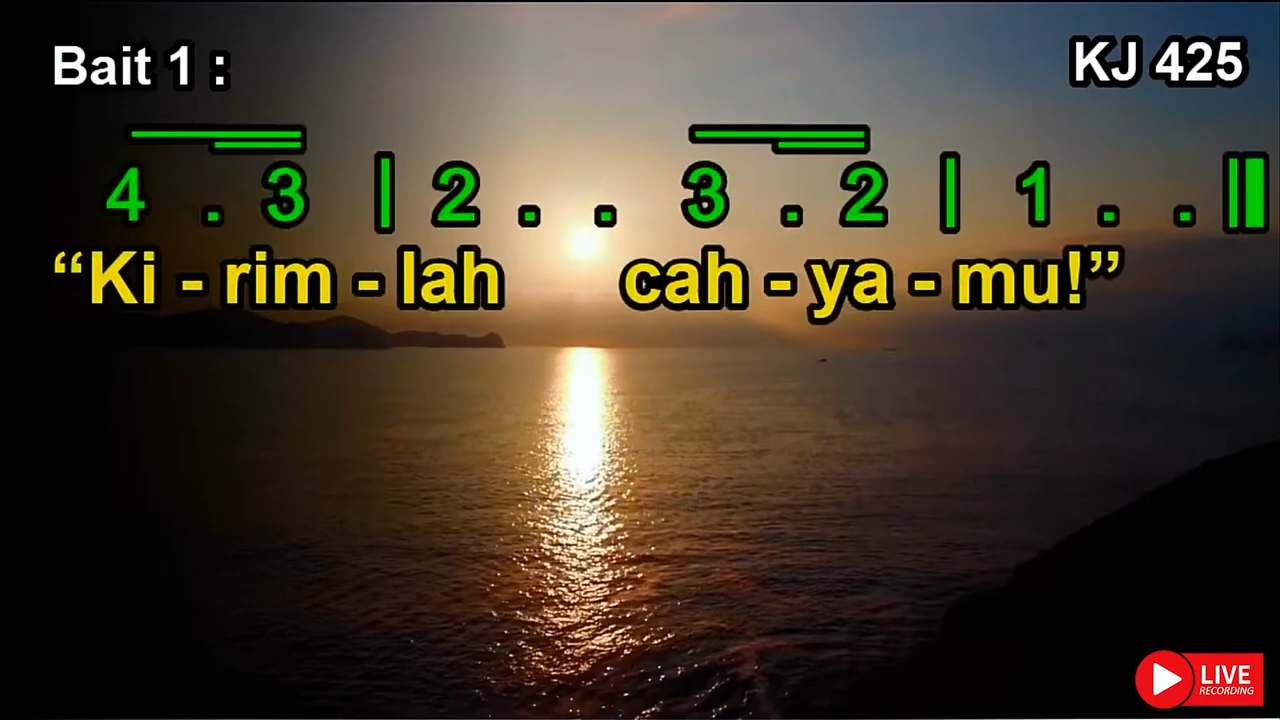 Bait 1 :
KJ 425
4 . 3 | 2 . . 3 . 2 | 1 . . ||
“Ki - rim - lah cah - ya - mu!”
LIVE
RECORDING